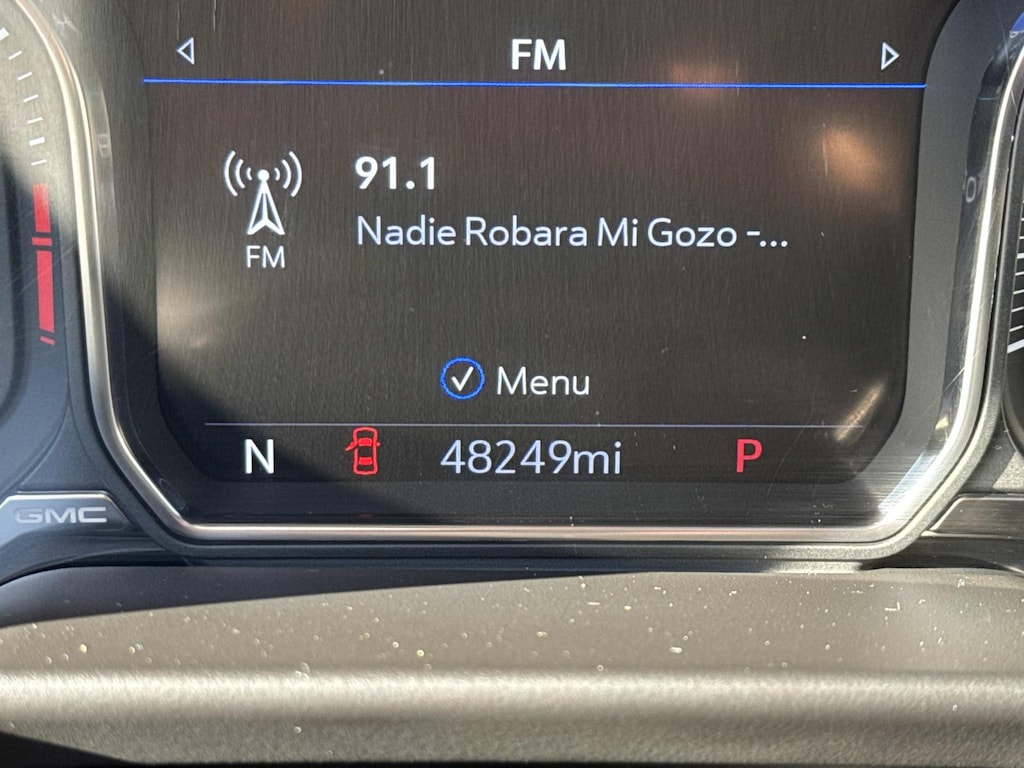 FM
91.1
Nadie Robara Mi Gozo -...
FM
Menu
N 48249mi P
GMC